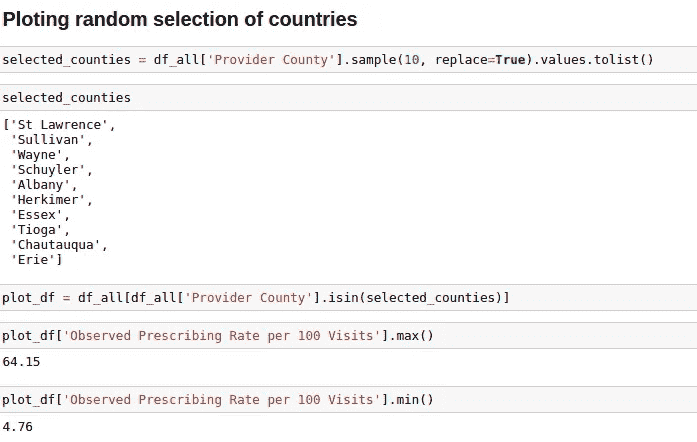 Ploting random selection of countries
selected_counties = df_all['Provider County'].sample(10, replace=True).values.tolist()
selected_counties
['St Lawrence',
 'Sullivan',
 'Wayne',
 'Schuyler',
 'Albany',
 'Herkimer',
 'Essex',
 'Tioga',
 'Chautauqua',
 'Erie']
plot_df = df_all[df_all['Provider County'].isin(selected_counties)]
plot_df['Observed Prescribing Rate per 100 Visits'].max()
64.15
plot_df['Observed Prescribing Rate per 100 Visits'].min()
4.76